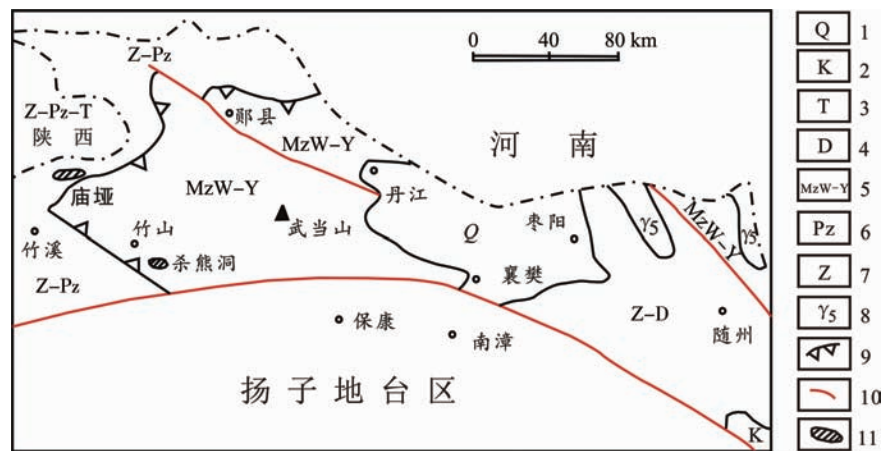 Z-Pz
0 40 80 km
Z-Pz-T
陕 西
郧县
MzW-Y
河 南
庙垭
MzW-Y
丹江
竹溪
竹山
武当山
Q
枣阳
γ5
MzW-Y
γ5
杀熊洞
襄樊
Z-Pz
Z-D
保康
南漳
随州
扬子地台区
K
Q 1
K 2
T 3
D 4
MzW-Y 5
Pz 6
Z 7
γ5 8
9
10
11